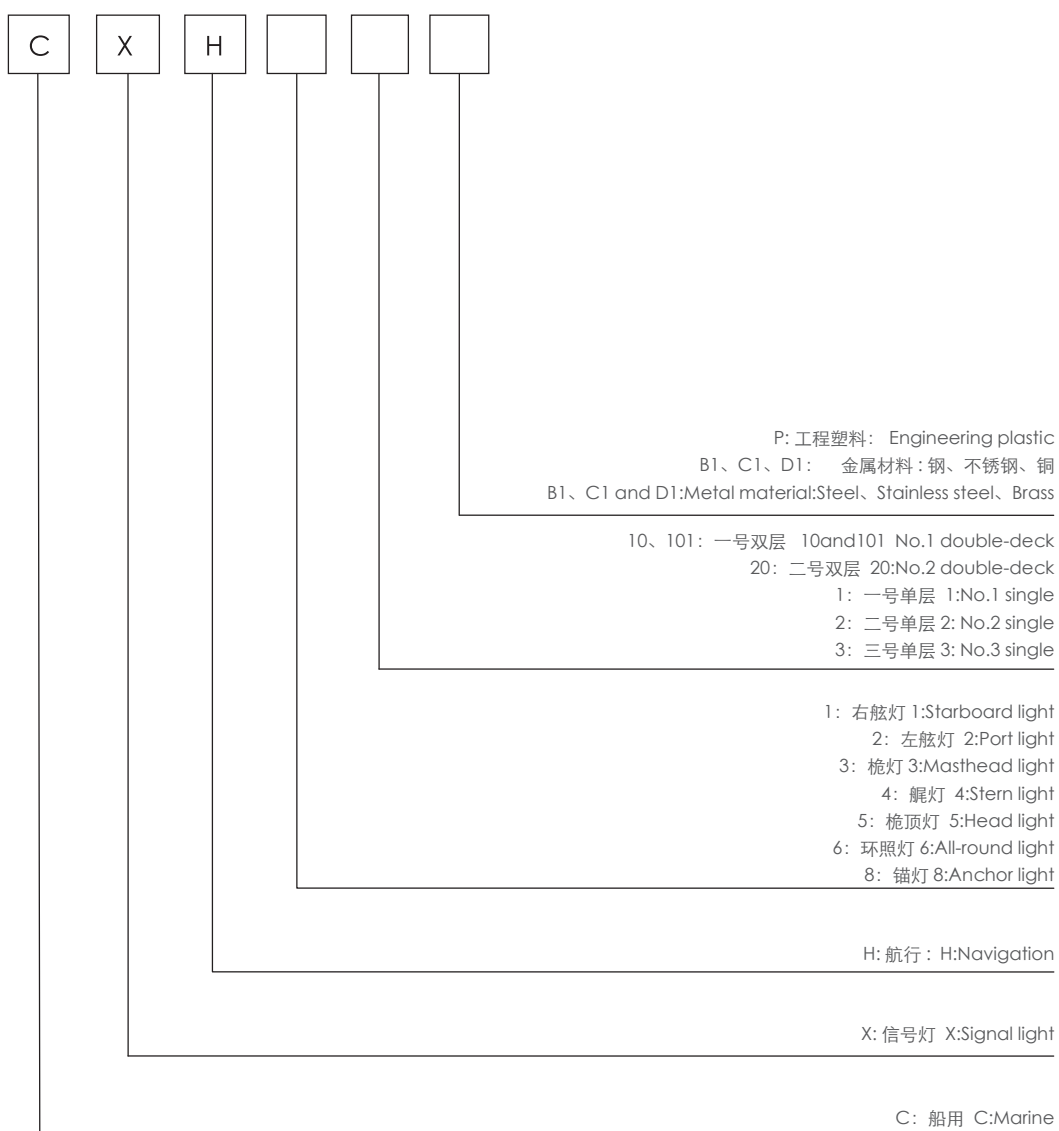 C X H
P: 工程塑料: Engineering plastic
B1、C1、D1: 金属材料:钢、不锈钢、铜
B1、C1 and D1:Metal material:Steel、Stainless steel、Brass
10、101: 一号双层 10and101 No.1 double-deck
20: 二号双层 20:No.2 double-deck
1: 一号单层 1:No.1 single
2: 二号单层 2: No.2 single
3: 三号单层 3: No.3 single
1: 右舷灯 1:Starboard light
2: 左舷灯 2:Port light
3: 桅灯 3:Masthead light
4: 艉灯 4:Stern light
5: 桅顶灯 5:Head light
6: 环照灯 6:All-round light
8: 锚灯 8:Anchor light
H: 航行: H:Navigation
X: 信号灯 X:Signal light
C: 船用 C:Marine